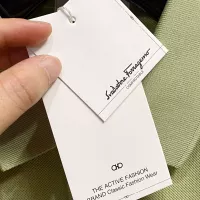 Salvatore Ferragamo
THE ACTIVE FASHION
BRAND Classic Fashion Wear